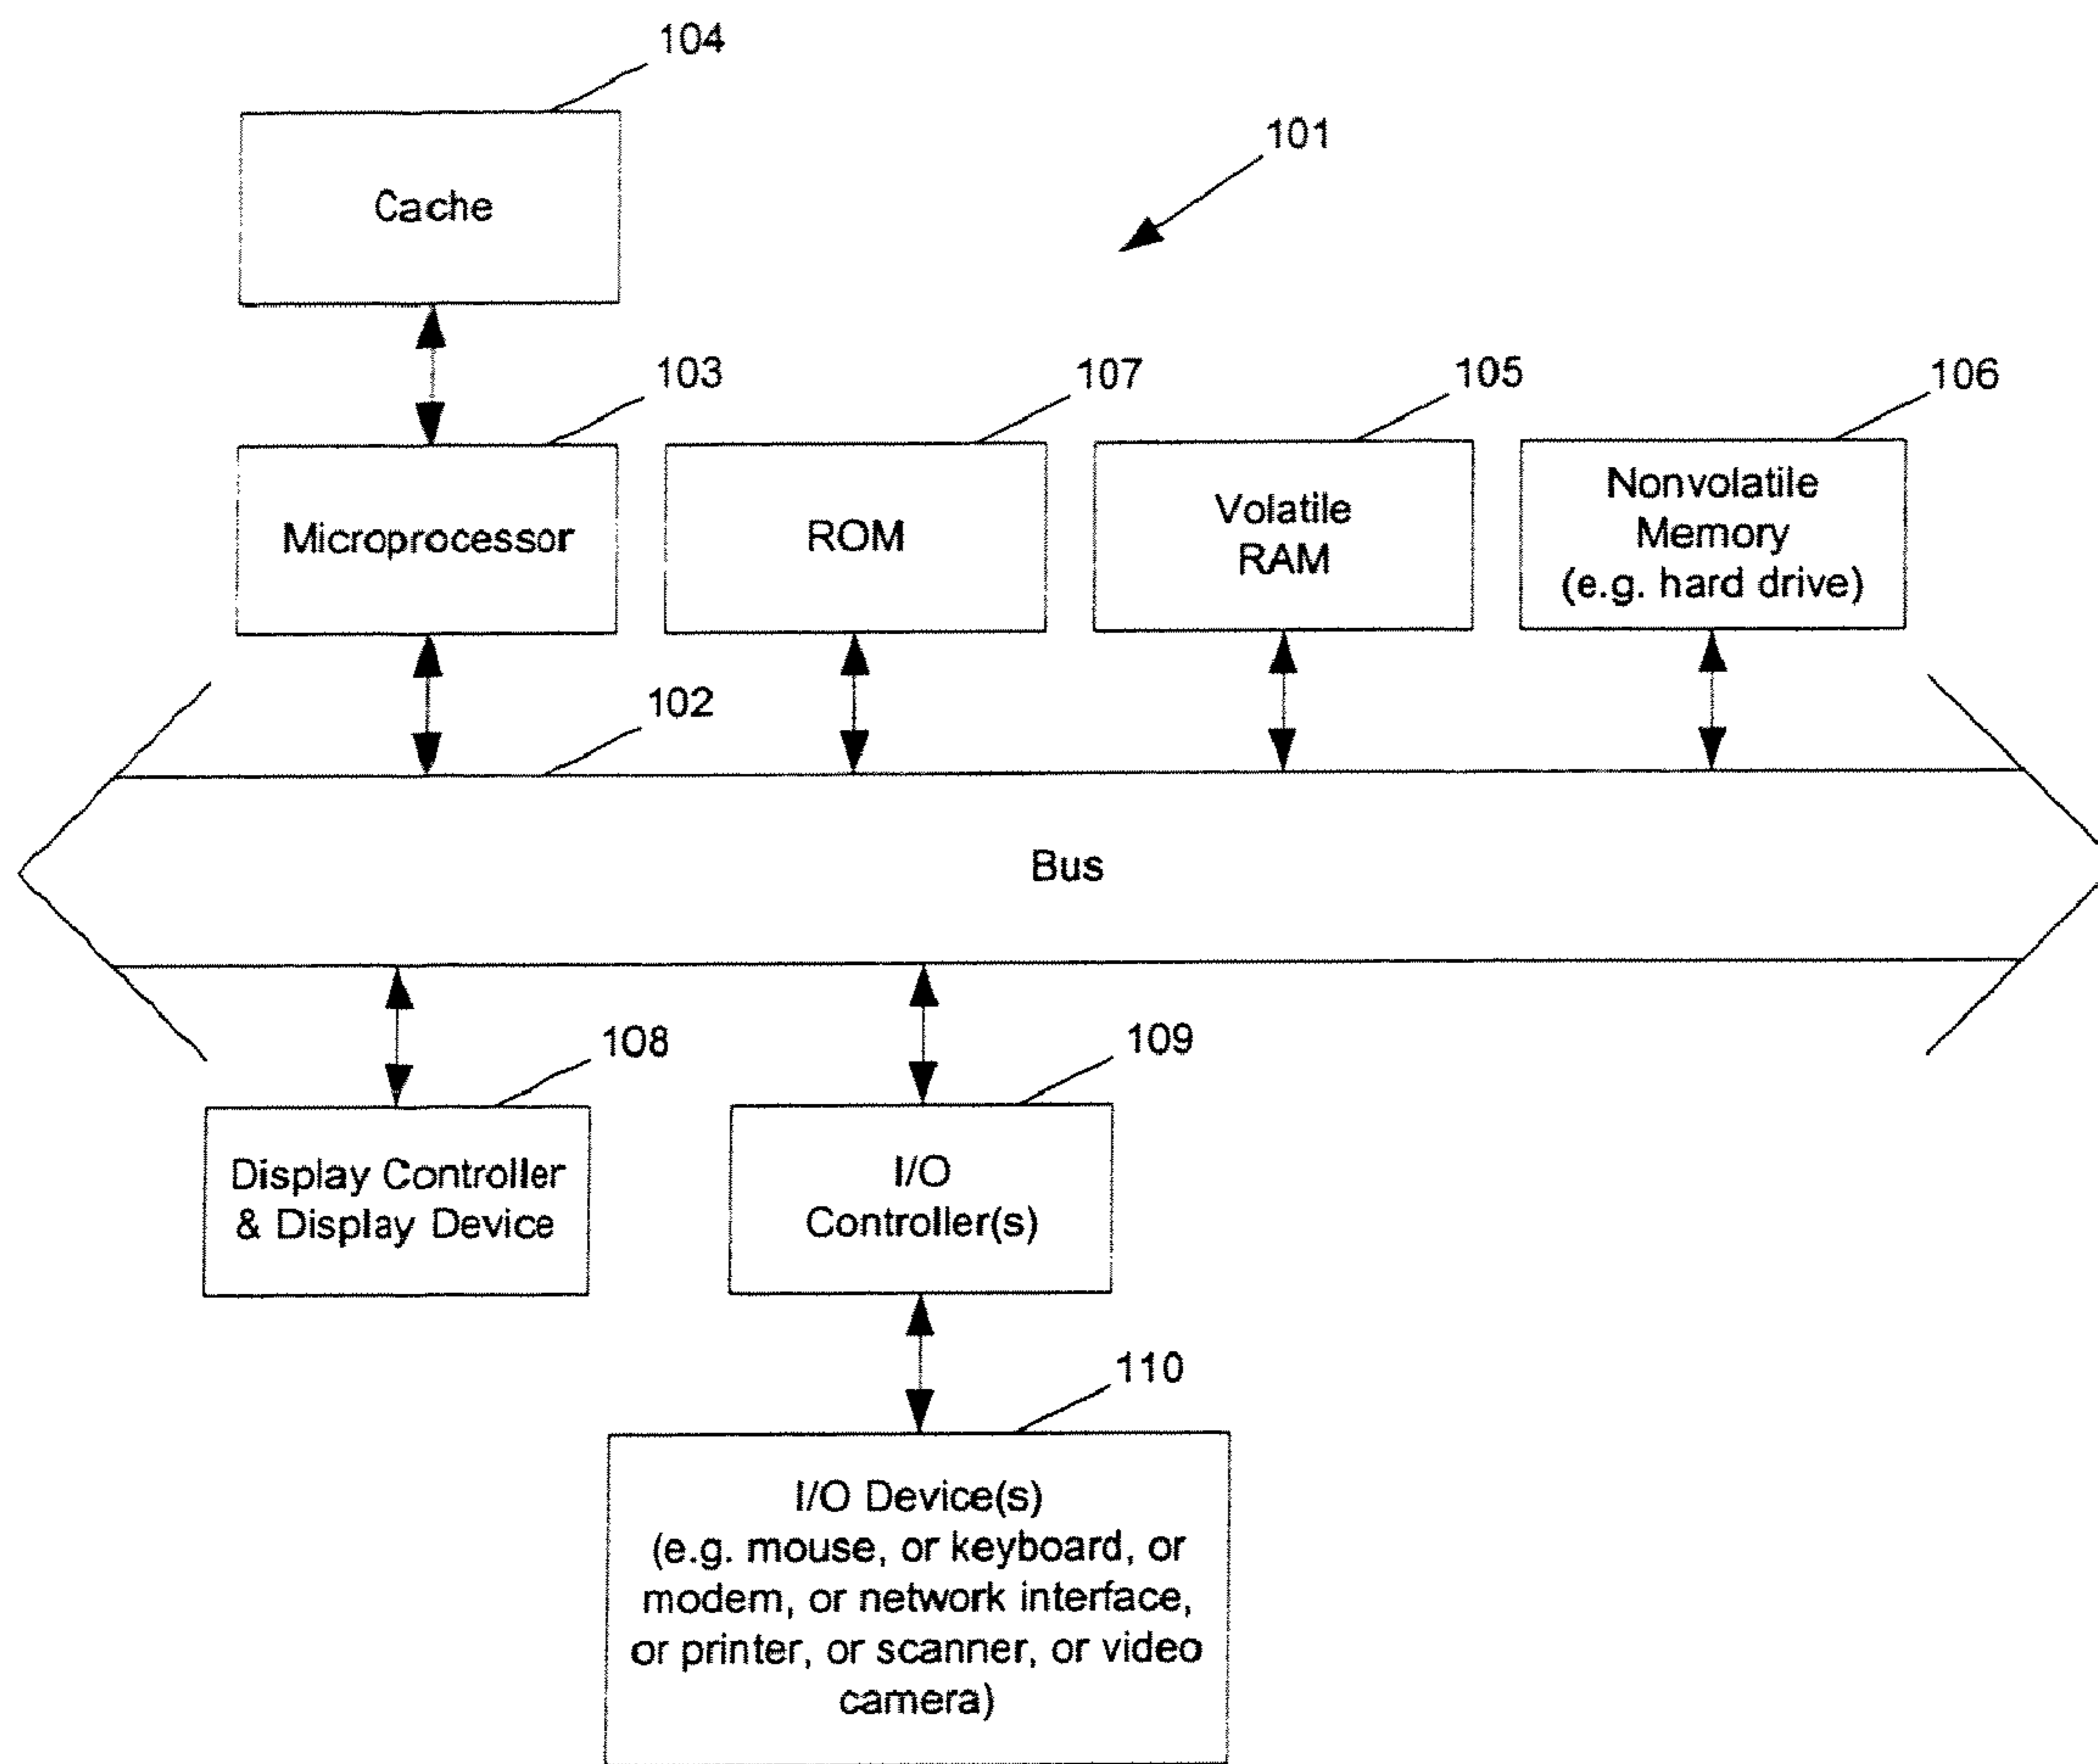 104
101
Cache
103
107
105
106
Microprocessor
ROM
Volatile
RAM
Nonvolatile
Memory
(e.g. hard drive)
102
Bus
108
109
Display Controller
& Display Device
I/O
Controller(s)
110
I/O Device(s)
(e.g. mouse, or keyboard, or
modem, or network interface,
or printer, or scanner, or video
camera)